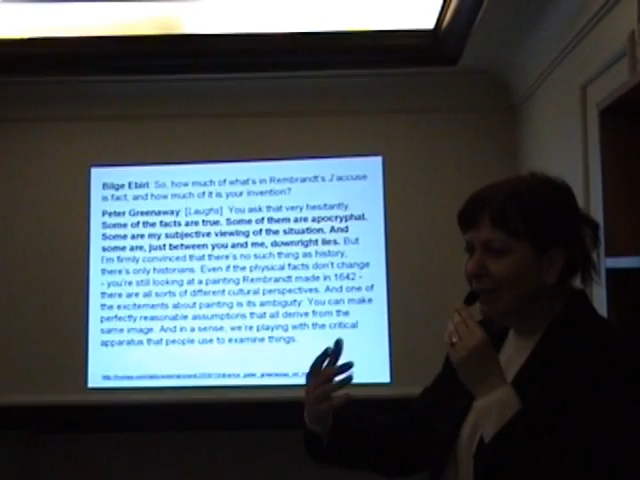 Bilge Ebiri So, how much of what's in Rembrandt's J'accuse
is fact, and how much of it is your invention?
Peter Greenaway [Laughs] You ask that very hesitantly.
Some of the facts are true. Some of them are apocryphal.
Some are my subjective viewing of the situation. And
some are, just between you and me, downright lies. But
I'm firmly convinced that there's no such thing as history,
there's only historians. Even if the physical facts don't change
- you're still looking at a painting Rembrandt made in 1642 -
there are all sorts of different cultural perspectives. And one of
the excitements about painting is its ambiguity: You can make
perfectly reasonable assumptions that all derive from the
same image. And in a sense, we're playing with the critical
apparatus that people use to examine things.